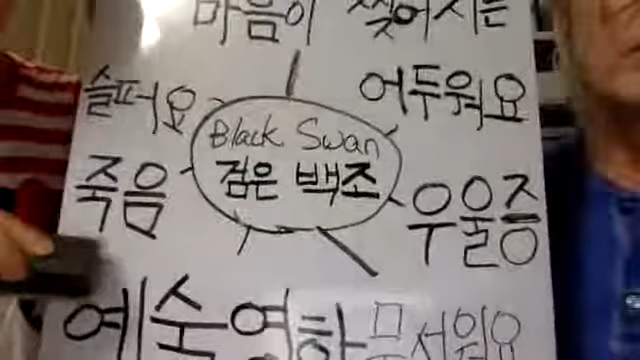 마음이 찢어지는
슬퍼요 어두워요
Black Swan
검은 백조
죽음 우울증
예술영화 무서워요